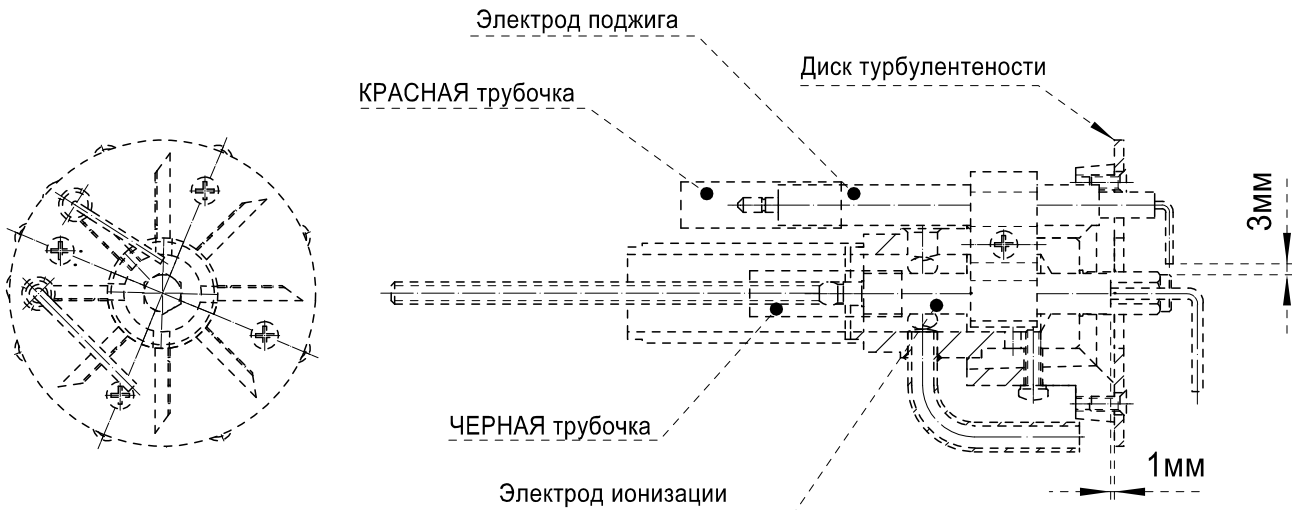 Электрод поджига
Диск турбулентености
КРАСНАЯ трубочка
3мм
ЧЕРНАЯ трубочка
1мм
Электрод ионизации